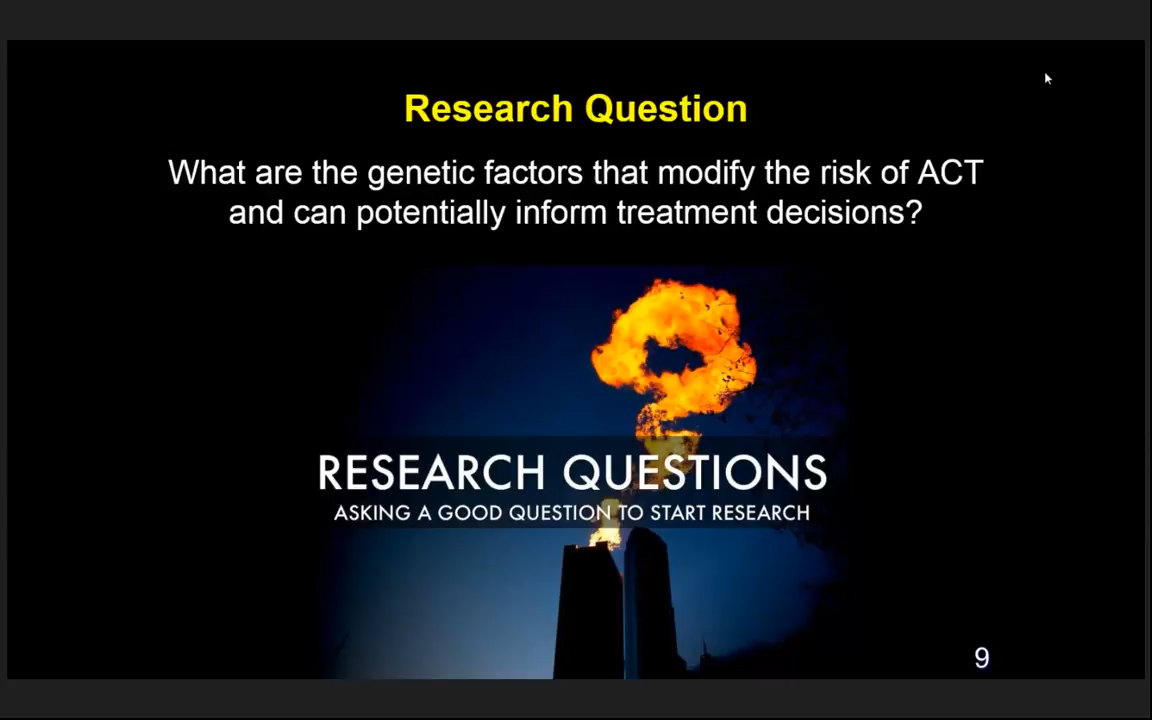 Research Question
What are the genetic factors that modify the risk of ACT
and can potentially inform treatment decisions?
RESEARCH QUESTIONS
ASKING A GOOD QUESTION TO START RESEARCH
9